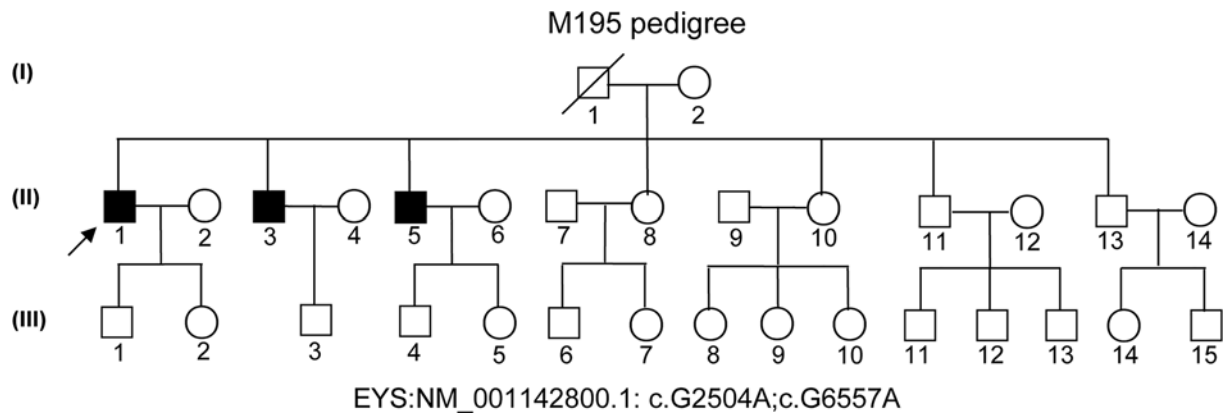 M195 pedigree
(I)
1 2
(II)
1 2 3 4 5 6 7 8 9 10 11 12 13 14
(III)
1 2 3 4 5 6 7 8 9 10 11 12 13 14 15
EYS:NM_001142800.1: c.G2504A;c.G6557A